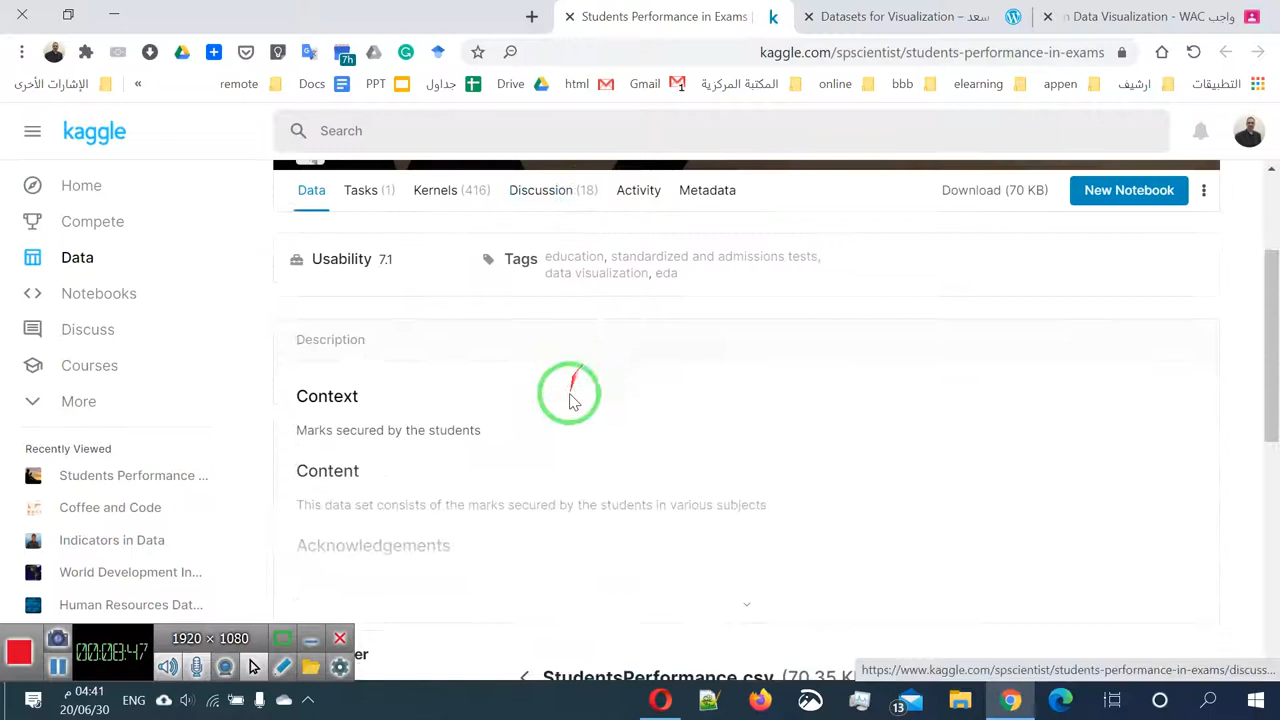 Students Performance in Exams
Datasets for Visualization – سعد
واجب Data Visualization - WAC
7h
kaggle.com/spscientist/students-performance-in-exams
الإشارات الأخرى
«
remote
Docs
PPT
جداول
Drive
html
Gmail
1
المكتبة المركزية
online
bbb
elearning
appen
ارشيف
التطبيقات
kaggle
Search
Home
Compete
Data
Notebooks
Discuss
Courses
More
Recently Viewed
Students Performance ...
Coffee and Code
Indicators in Data
World Development In...
Human Resources Dat...
Data
Tasks (1)
Kernels (416)
Discussion (18)
Activity
Metadata
Download (70 KB)
New Notebook
Usability 7.1
Tags education, standardized and admissions tests,
data visualization, eda
Description
Context
Marks secured by the students
Content
This data set consists of the marks secured by the students in various subjects
Acknowledgements
StudentsPerformance.csv (70.35 KB)
https://www.kaggle.com/spscientist/students-performance-in-exams/discuss...
00:03:47
1920 × 1080
04:41 م
20/06/30
ENG
13